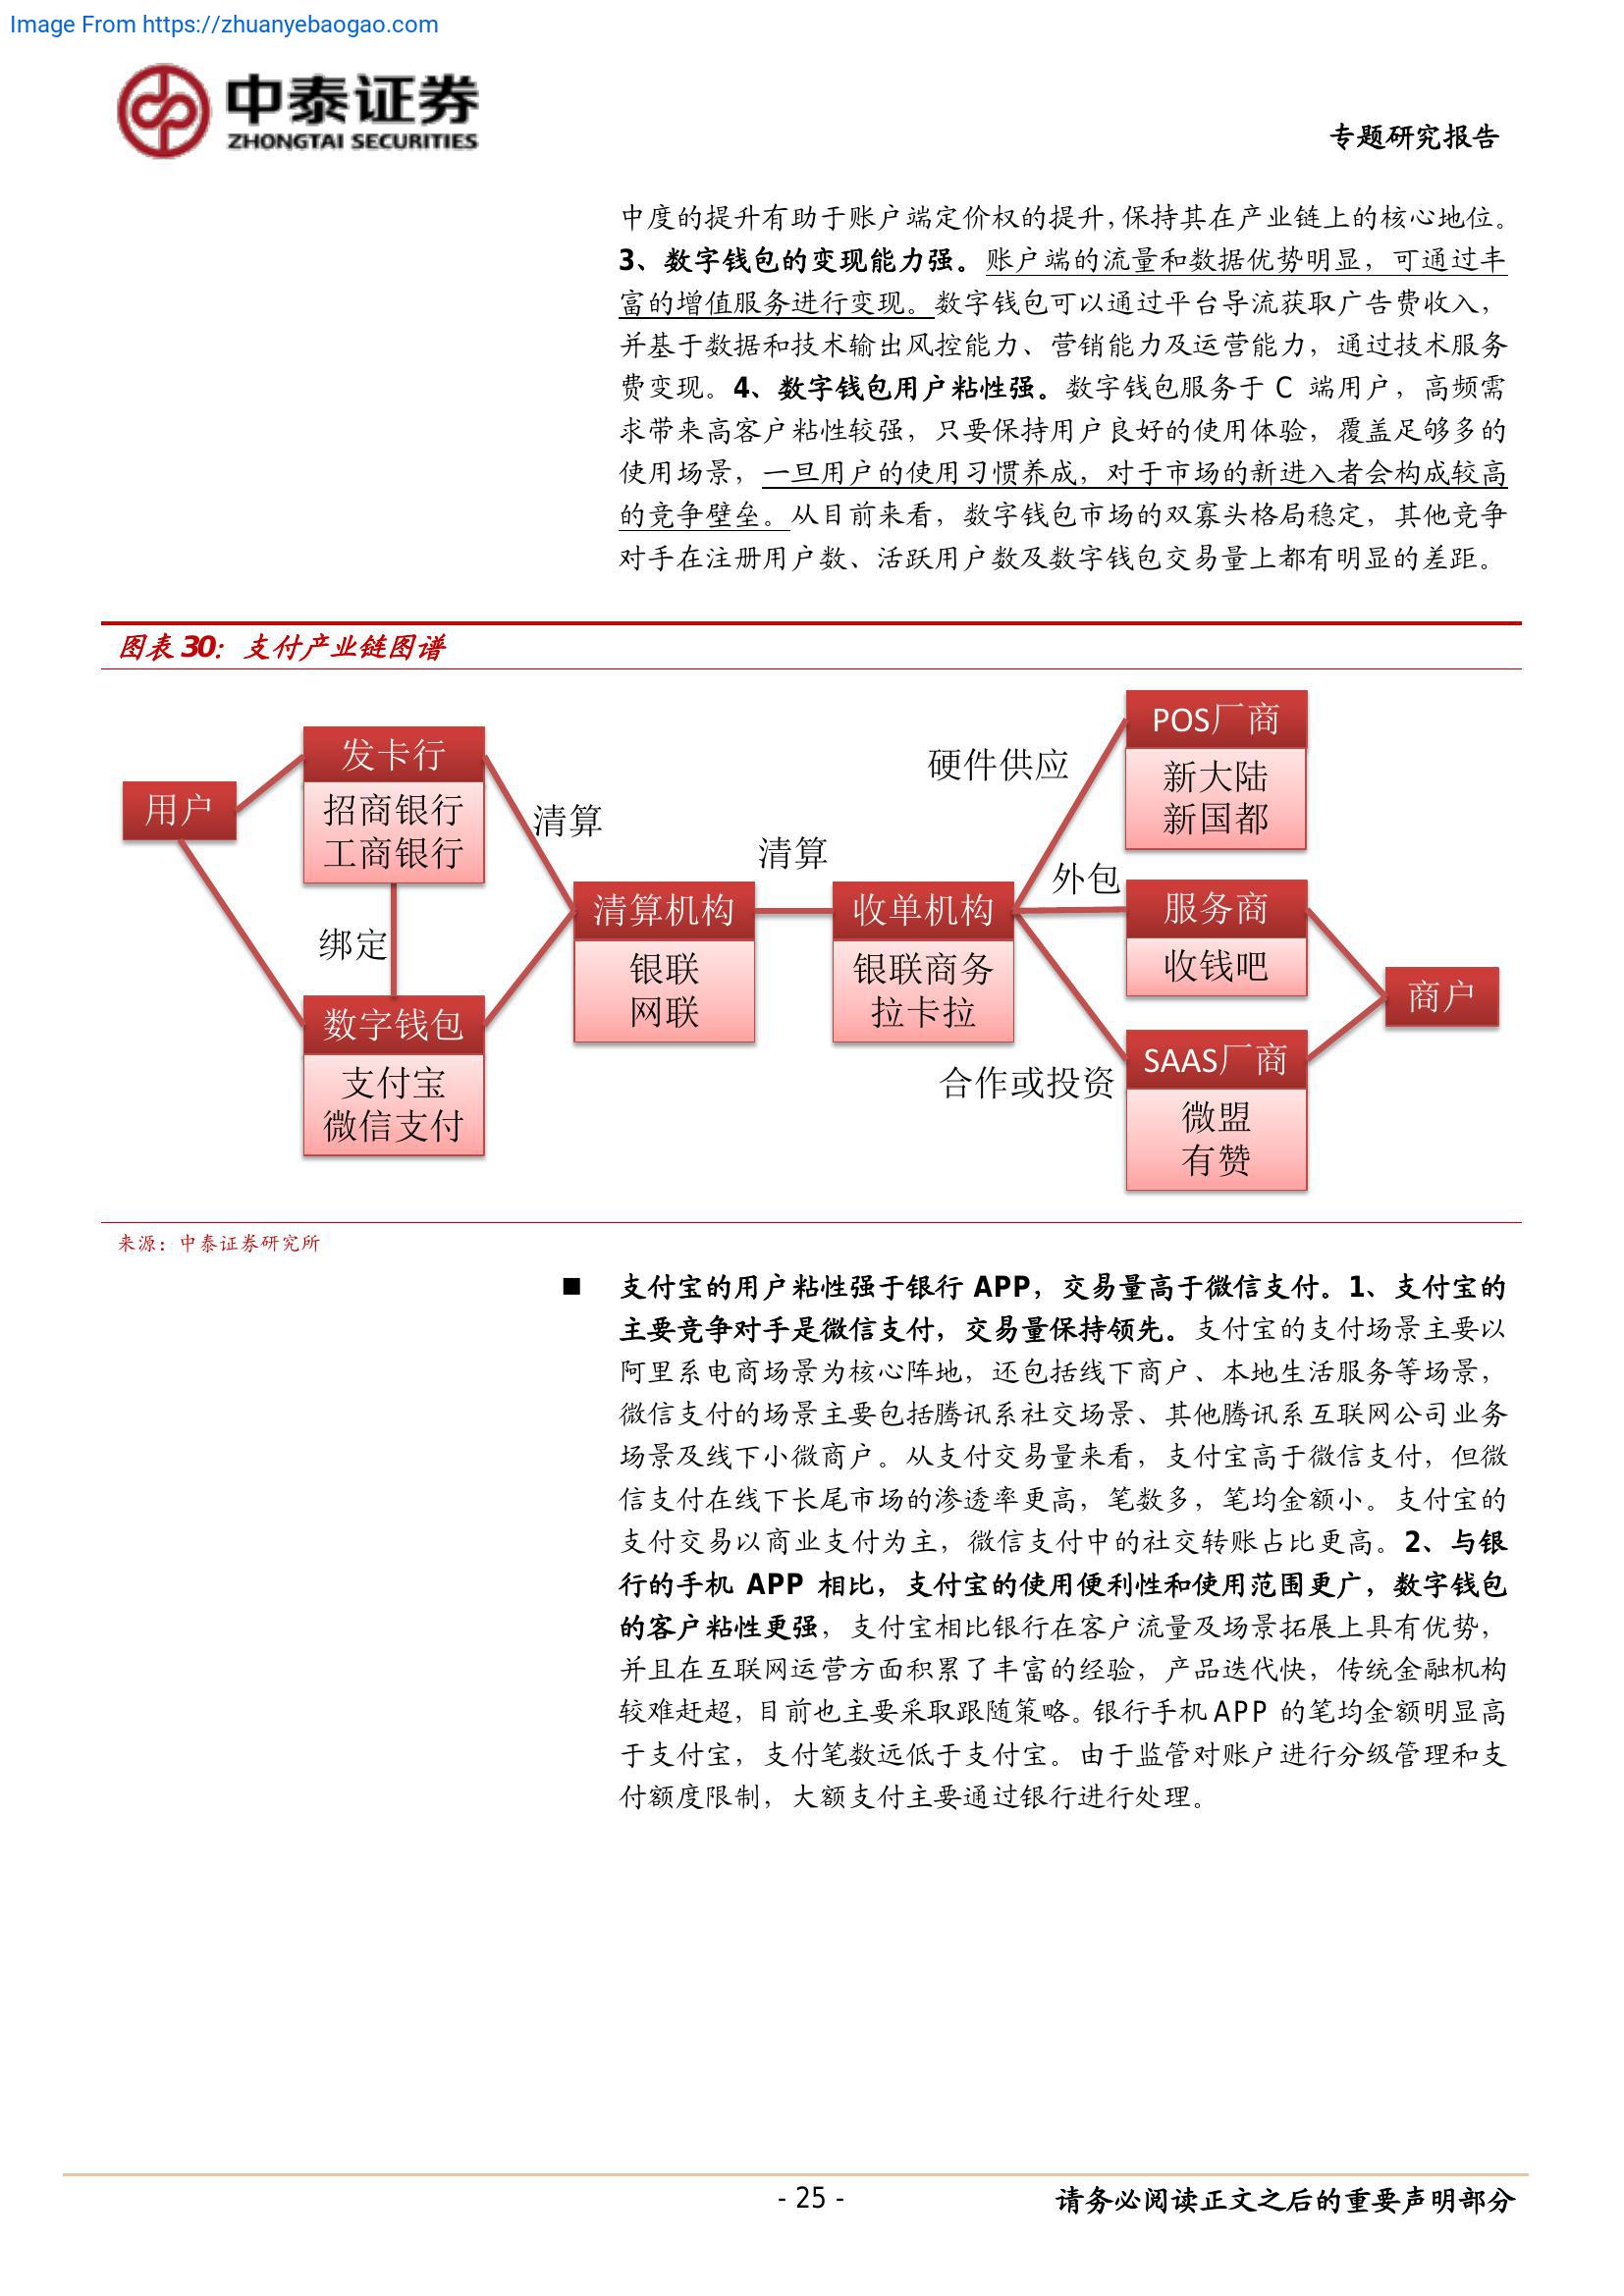 Image From https://zhuanyebaogao.com
中泰证券
ZHONGTAI SECURITIES
专题研究报告
中度的提升有助于账户端定价权的提升，保持其在产业链上的核心地位。
3、数字钱包的变现能力强。账户端的流量和数据优势明显，可通过丰
富的增值服务进行变现。数字钱包可以通过平台导流获取广告费收入，
并基于数据和技术输出风控能力、营销能力及运营能力，通过技术服务
费变现。4、数字钱包用户粘性强。数字钱包服务于 C 端用户，高频需
求带来高客户粘性较强，只要保持用户良好的使用体验，覆盖足够多的
使用场景，一旦用户的使用习惯养成，对于市场的新进入者会构成较高
的竞争壁垒。从目前来看，数字钱包市场的双寡头格局稳定，其他竞争
对手在注册用户数、活跃用户数及数字钱包交易量上都有明显的差距。
图表 30：支付产业链图谱
用户
发卡行
招商银行
工商银行
绑定
数字钱包
支付宝
微信支付
清算
清算机构
银联
网联
清算
收单机构
银联商务
拉卡拉
硬件供应
POS厂商
新大陆
新国都
外包
服务商
收钱吧
合作或投资
SAAS厂商
微盟
有赞
商户
来源：中泰证券研究所
■ 支付宝的用户粘性强于银行 APP，交易量高于微信支付。1、支付宝的
主要竞争对手是微信支付，交易量保持领先。支付宝的支付场景主要以
阿里系电商场景为核心阵地，还包括线下商户、本地生活服务等场景，
微信支付的场景主要包括腾讯系社交场景、其他腾讯系互联网公司业务
场景及线下小微商户。从支付交易量来看，支付宝高于微信支付，但微
信支付在线下长尾市场的渗透率更高，笔数多，笔均金额小。支付宝的
支付交易以商业支付为主，微信支付中的社交转账占比更高。2、与银
行的手机 APP 相比，支付宝的使用便利性和使用范围更广，数字钱包
的客户粘性更强，支付宝相比银行在客户流量及场景拓展上具有优势，
并且在互联网运营方面积累了丰富的经验，产品迭代快，传统金融机构
较难赶超，目前也主要采取跟随策略。银行手机 APP 的笔均金额明显高
于支付宝，支付笔数远低于支付宝。由于监管对账户进行分级管理和支
付额度限制，大额支付主要通过银行进行处理。
- 25 -
请务必阅读正文之后的重要声明部分